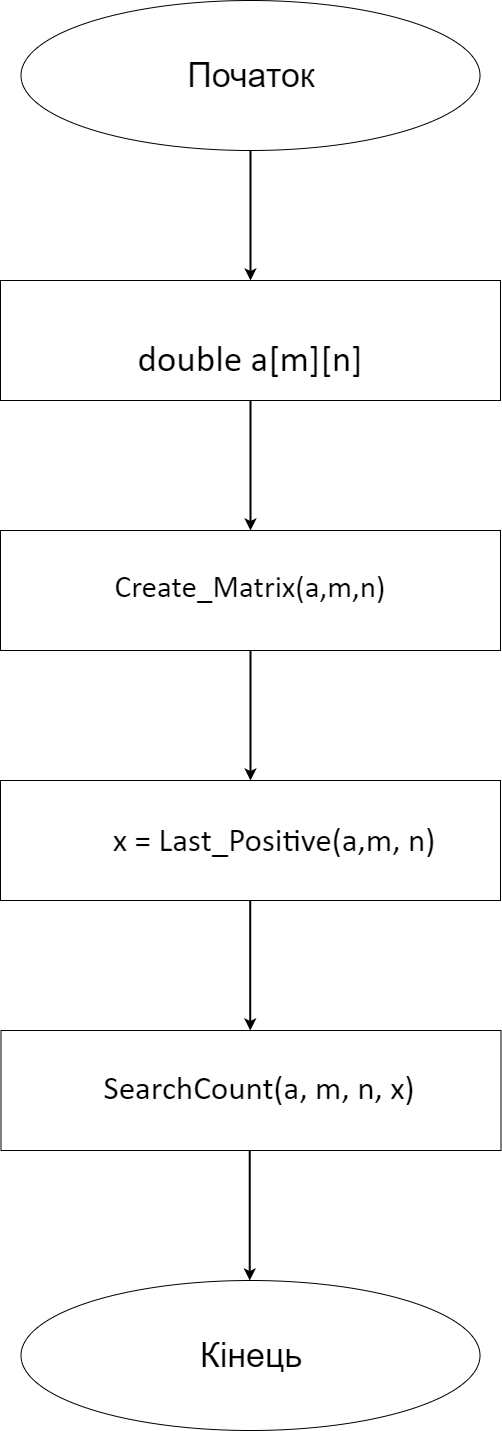 Початок
double a[m][n]
Create_Matrix(a,m,n)
x = Last_Positive(a,m, n)
SearchCount(a, m, n, x)
Кінець